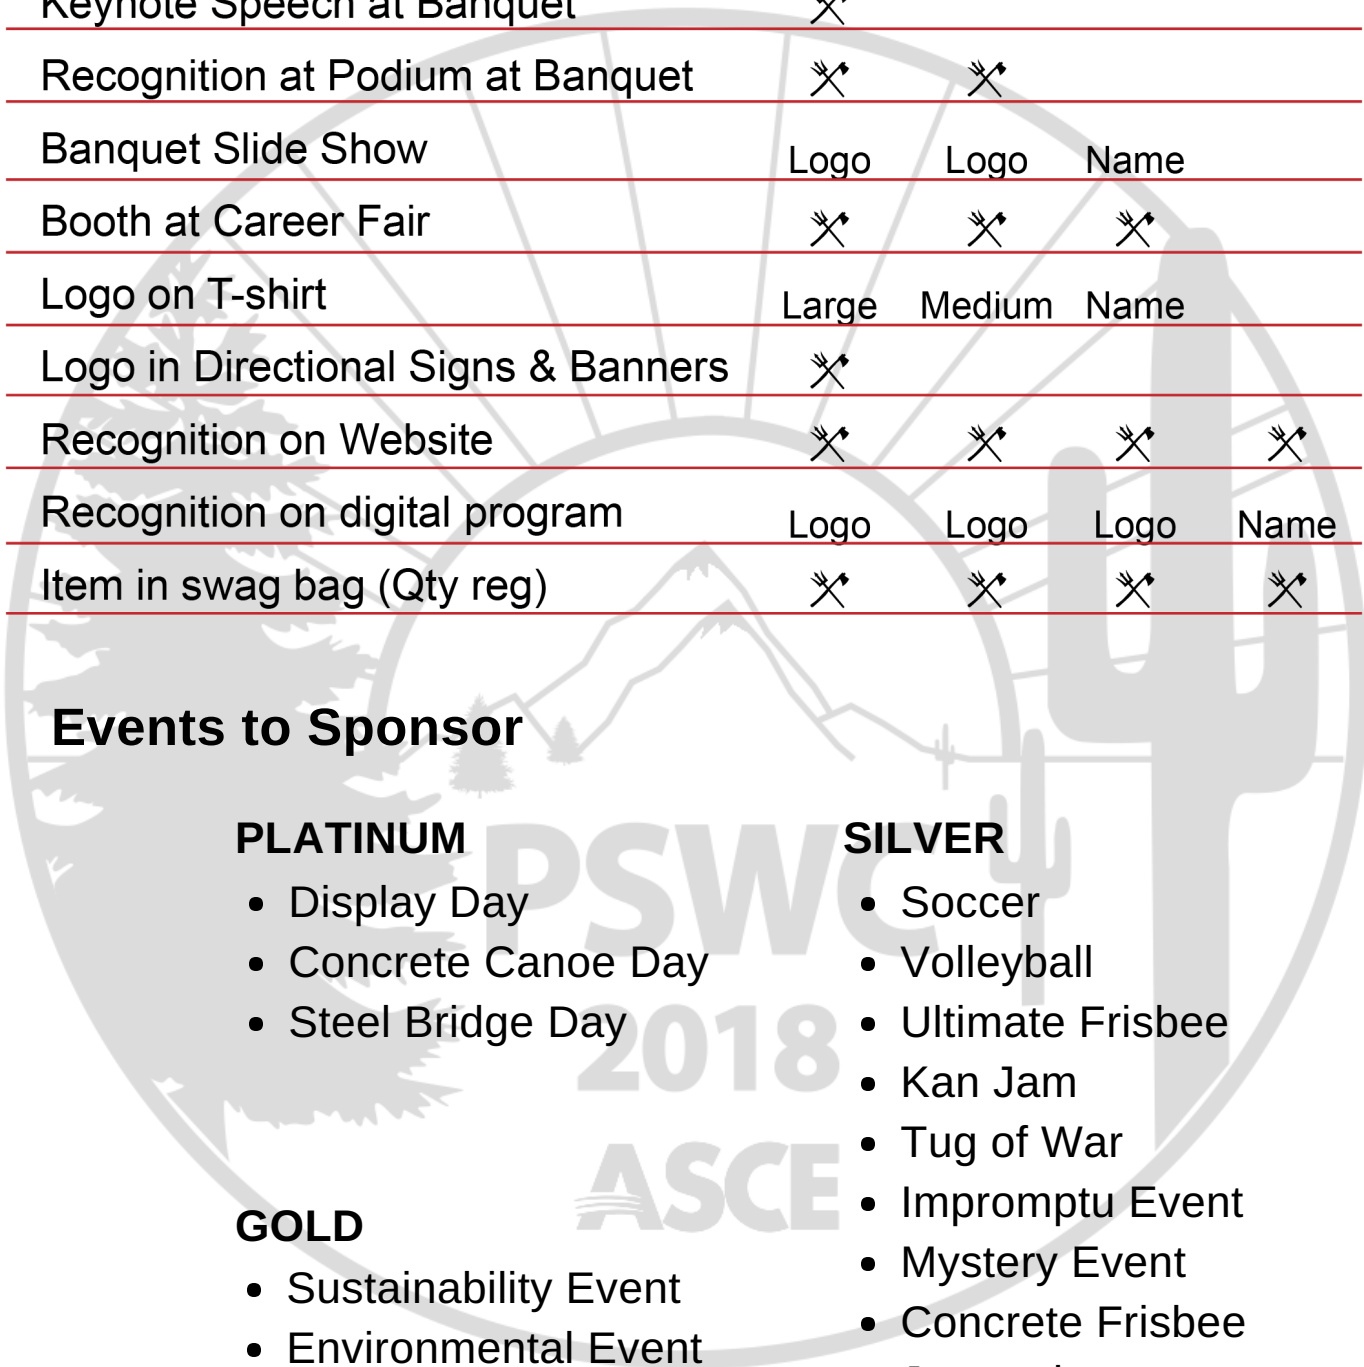 Keynote Speech at Banquet
Recognition at Podium at Banquet
Banquet Slide Show Logo Logo Name
Booth at Career Fair
Logo on T-shirt Large Medium Name
Logo in Directional Signs & Banners
Recognition on Website
Recognition on digital program Logo Logo Logo Name
Item in swag bag (Qty reg)
Events to Sponsor
PLATINUM
• Display Day
• Concrete Canoe Day
• Steel Bridge Day
GOLD
• Sustainability Event
• Environmental Event
SILVER
• Soccer
• Volleyball
• Ultimate Frisbee
• Kan Jam
• Tug of War
• Impromptu Event
• Mystery Event
• Concrete Frisbee
PSWC
2018
ASCE